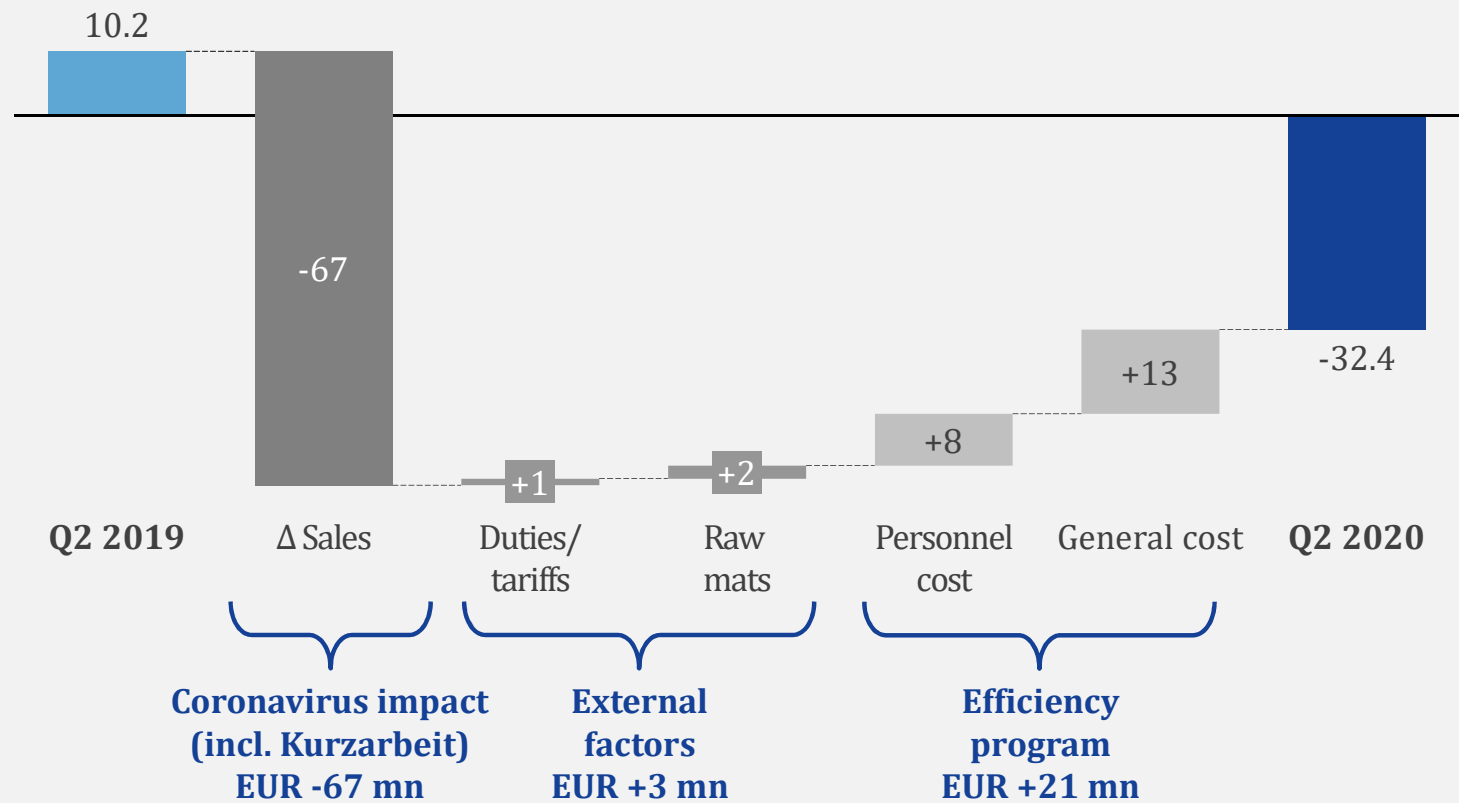 10.2
-67
+1
+2
+8
+13
-32.4
Q2 2019
Δ Sales
Duties/
tariffs
Raw
mats
Personnel
cost
General cost
Q2 2020
Coronavirus impact
(incl. Kurzarbeit)
EUR -67 mn
External
factors
EUR +3 mn
Efficiency
program
EUR +21 mn